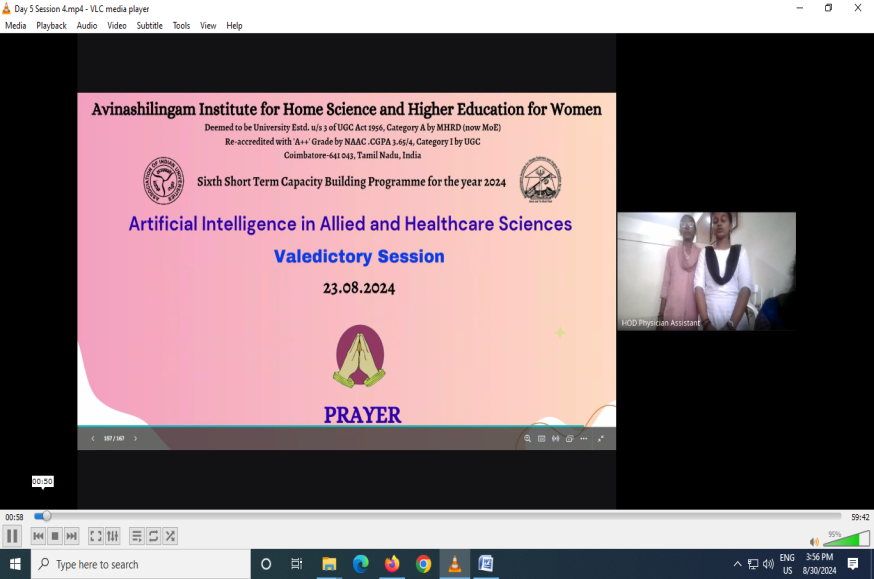 Day 5 Session 4.mp4 - VLC media player
Media Playback Audio Video Subtitle Tools View Help
Avinashilingam Institute for Home Science and Higher Education for Women
Deemed to be University Estd. u/s 3 of UGC Act 1956, Category A by MHRD (now MoE)
Re-accredited with 'A++' Grade by NAAC .CGPA 3.65/4, Category I by UGC
Coimbatore-641 043, Tamil Nadu, India
ASSOCIATION OF INDIAN UNIVERSITIES
Sixth Short Term Capacity Building Programme for the year 2024
Artificial Intelligence in Allied and Healthcare Sciences
Valedictory Session
23.08.2024
PRAYER
HOD Physician Assistant
157 / 167
00:50
00:58
59:42
95%
Type here to search
ENG
US
3:56 PM
8/30/2024